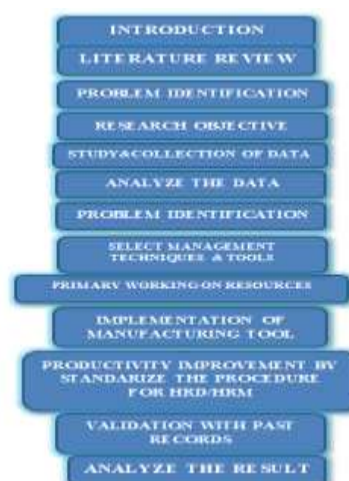 INTRODUCTION
LITERATURE REVIEW
PROBLEM IDENTIFICATION
RESEARCH OBJECTIVE
STUDY&COLLECTION OF DATA
ANALYZE THE DATA
PROBLEM IDENTIFICATION
SELECT MANAGEMENT
TECHNIQUES & TOOLS
PRIMARY WORKING ON RESOURCES
IMPLEMENTATION OF
MANUFACTURING TOOL
PRODUCTIVITY IMPROVEMENT BY
STANDARIZE THE PROCEDURE
FOR HRD/HRM
VALIDATION WITH PAST
RECORDS
ANALYZE THE RESULT